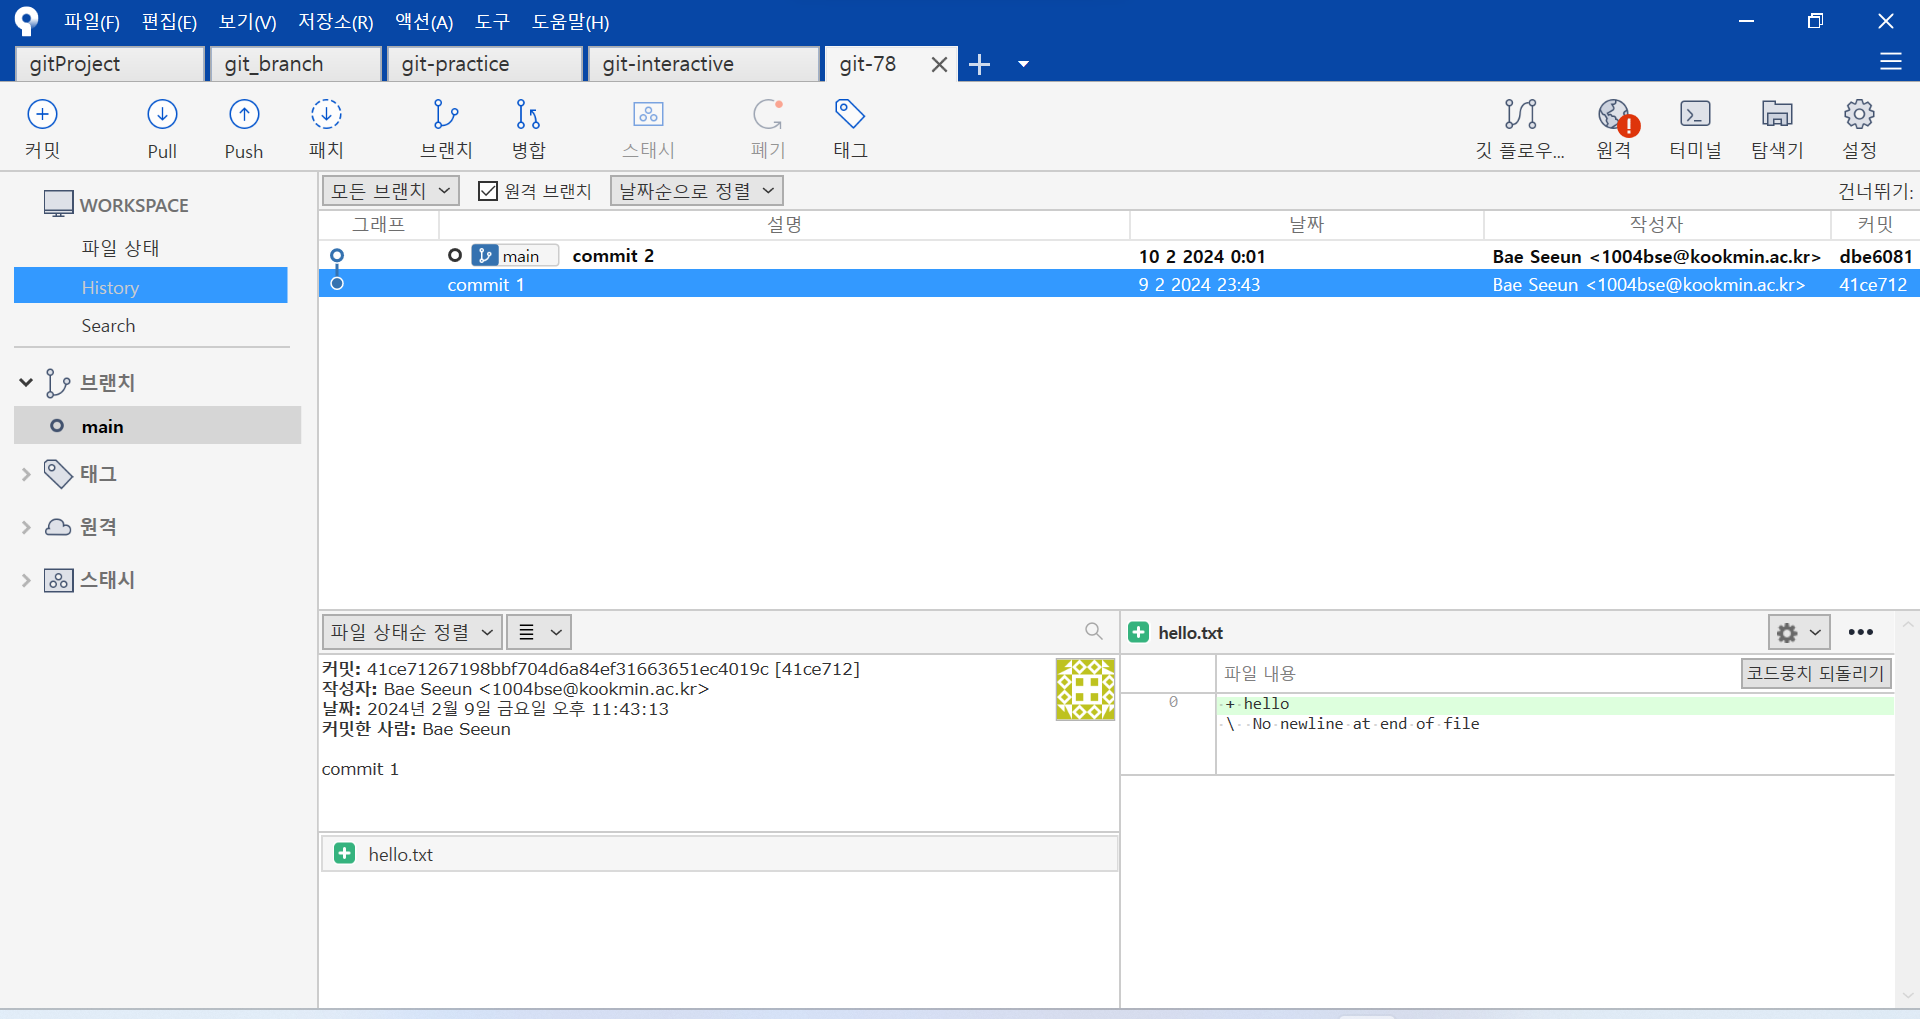 파일(F) 편집(E) 보기(V) 저장소(R) 액션(A) 도구 도움말(H)
gitProject git_branch git-practice git-interactive git-78
커밋 Pull Push 패치 브랜치 병합 스태시 폐기 태그 깃 플로우... 원격 터미널 탐색기 설정
WORKSPACE
파일 상태
History
Search
브랜치
main
태그
원격
스태시
모든 브랜치 원격 브랜치 날짜순으로 정렬 건너뛰기:
그래프 설명 날짜 작성자 커밋
main commit 2 10 2 2024 0:01 Bae Seeun <1004bse@kookmin.ac.kr> dbe6081
commit 1 9 2 2024 23:43 Bae Seeun <1004bse@kookmin.ac.kr> 41ce712
파일 상태순 정렬
커밋: 41ce71267198bbf704d6a84ef31663651ec4019c [41ce712]
작성자: Bae Seeun <1004bse@kookmin.ac.kr>
날짜: 2024년 2월 9일 금요일 오후 11:43:13
커밋한 사람: Bae Seeun
commit 1
hello.txt
hello.txt
파일 내용 코드뭉치 되돌리기
0 + hello
\ No newline at end of file